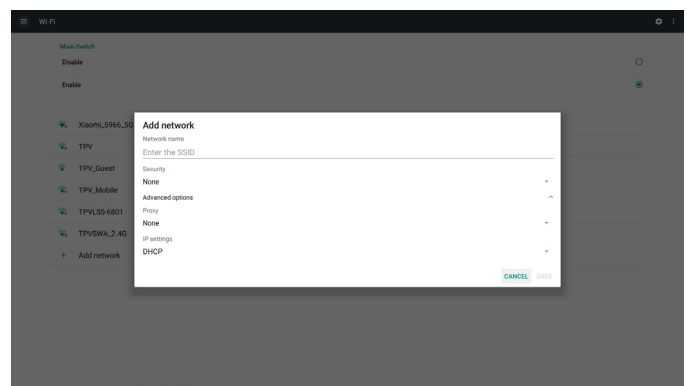 Wi-Fi
Main Switch
Disable
Enable
Xiaomi_5966_5G
TPV
TPV_Guest
TPV_Mobile
TPVLSS-6801
TPVSWA_2.4G
+ Add network
Add network
Network name
Enter the SSID
Security
None
Advanced options
Proxy
None
IP settings
DHCP
CANCEL SAVE